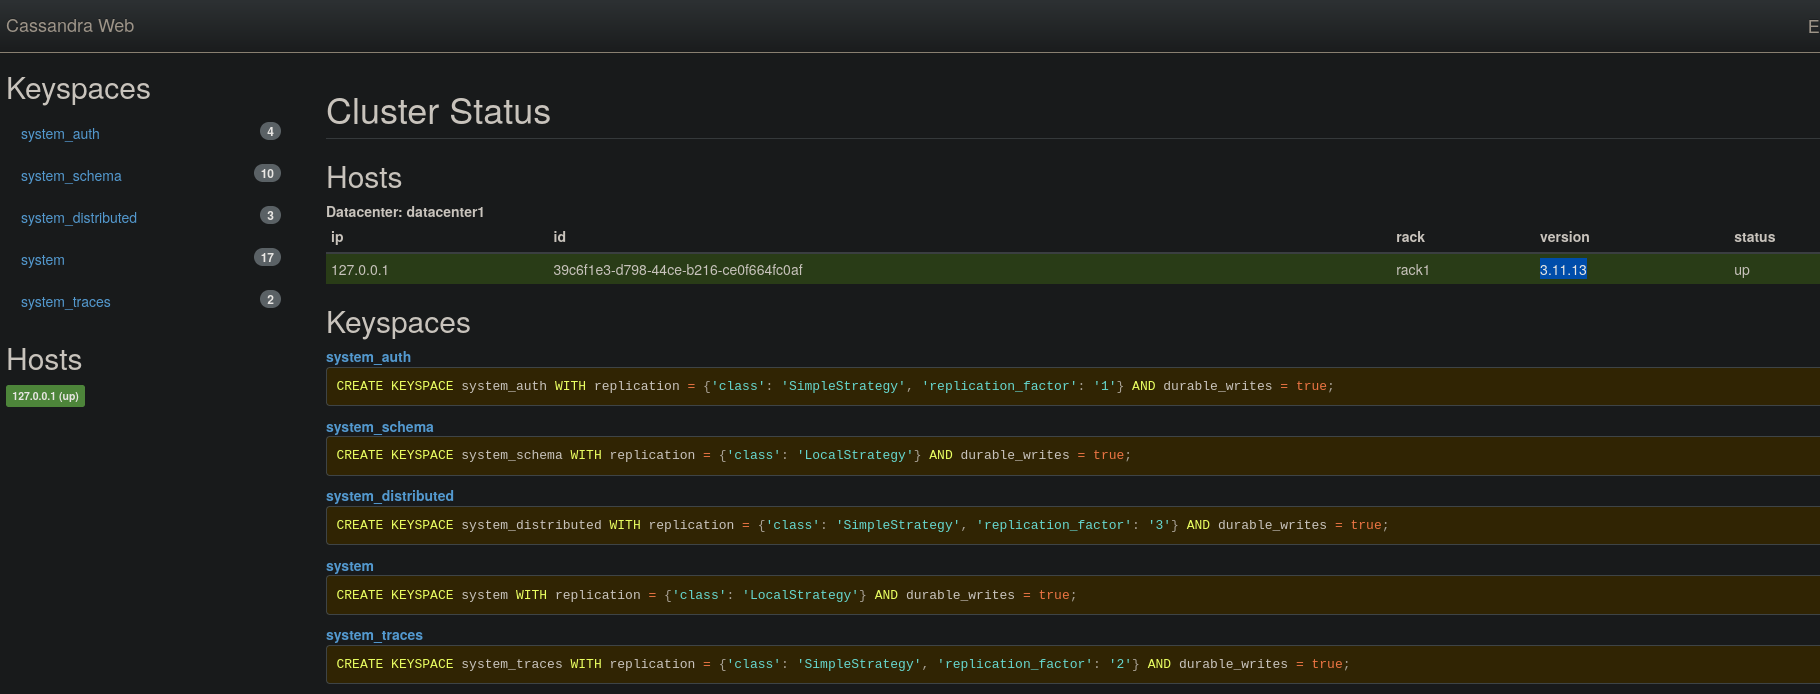 Cassandra Web
E
Keyspaces
system_auth 4
system_schema 10
system_distributed 3
system 17
system_traces 2
Hosts
127.0.0.1 (up)
Cluster Status
Hosts
Datacenter: datacenter1
ip id rack version status
127.0.0.1 39c6f1e3-d798-44ce-b216-ce0f664fc0af rack1 3.11.13 up
Keyspaces
system_auth
CREATE KEYSPACE system_auth WITH replication = {'class': 'SimpleStrategy', 'replication_factor': '1'} AND durable_writes = true;
system_schema
CREATE KEYSPACE system_schema WITH replication = {'class': 'LocalStrategy'} AND durable_writes = true;
system_distributed
CREATE KEYSPACE system_distributed WITH replication = {'class': 'SimpleStrategy', 'replication_factor': '3'} AND durable_writes = true;
system
CREATE KEYSPACE system WITH replication = {'class': 'LocalStrategy'} AND durable_writes = true;
system_traces
CREATE KEYSPACE system_traces WITH replication = {'class': 'SimpleStrategy', 'replication_factor': '2'} AND durable_writes = true;